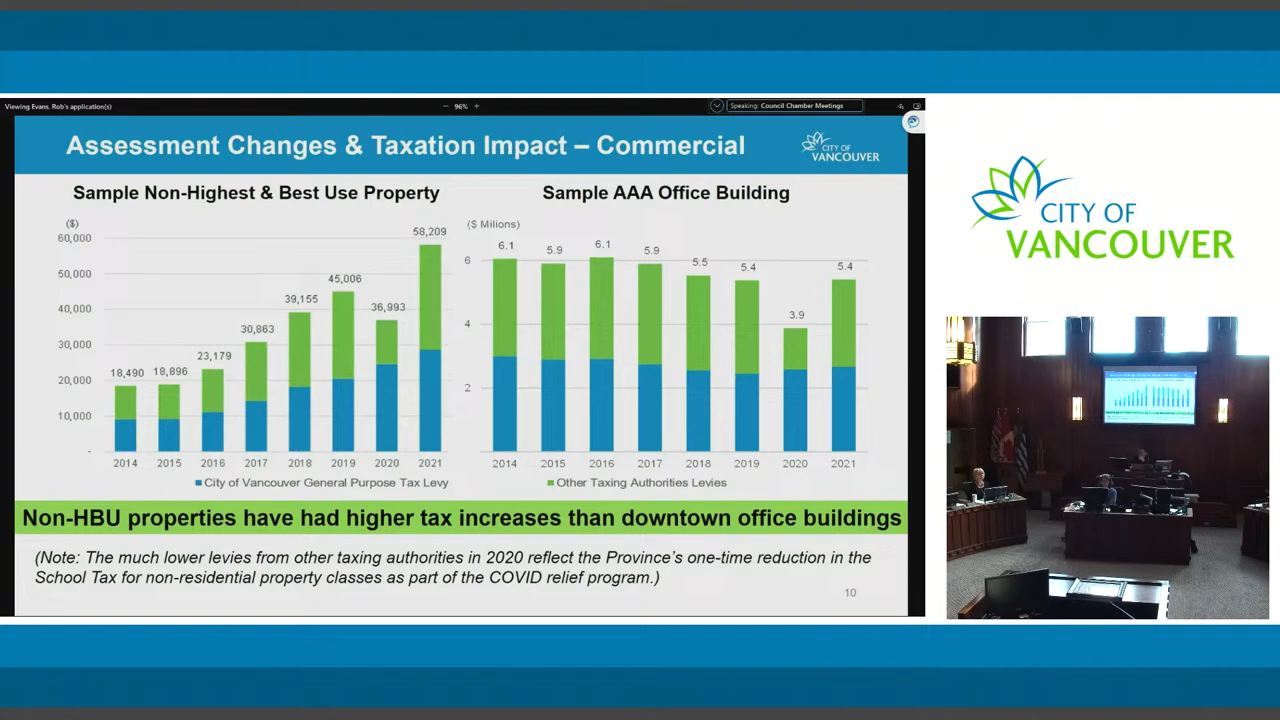 Viewing Evans, Rob's application(s)
96%
Speaking: Council Chamber Meetings
Assessment Changes & Taxation Impact – Commercial
CITY OF
VANCOUVER
Sample Non-Highest & Best Use Property
($)
60,000
50,000
40,000
30,000
20,000
10,000
-
18,490
18,896
23,179
30,863
39,155
45,006
36,993
58,209
2014 2015 2016 2017 2018 2019 2020 2021
Sample AAA Office Building
($ Milions)
6
4
2
6.1
5.9
6.1
5.9
5.5
5.4
3.9
5.4
2014 2015 2016 2017 2018 2019 2020 2021
City of Vancouver General Purpose Tax Levy
Other Taxing Authorities Levies
Non-HBU properties have had higher tax increases than downtown office buildings
(Note: The much lower levies from other taxing authorities in 2020 reflect the Province's one-time reduction in the
School Tax for non-residential property classes as part of the COVID relief program.)
10
CITY OF
VANCOUVER